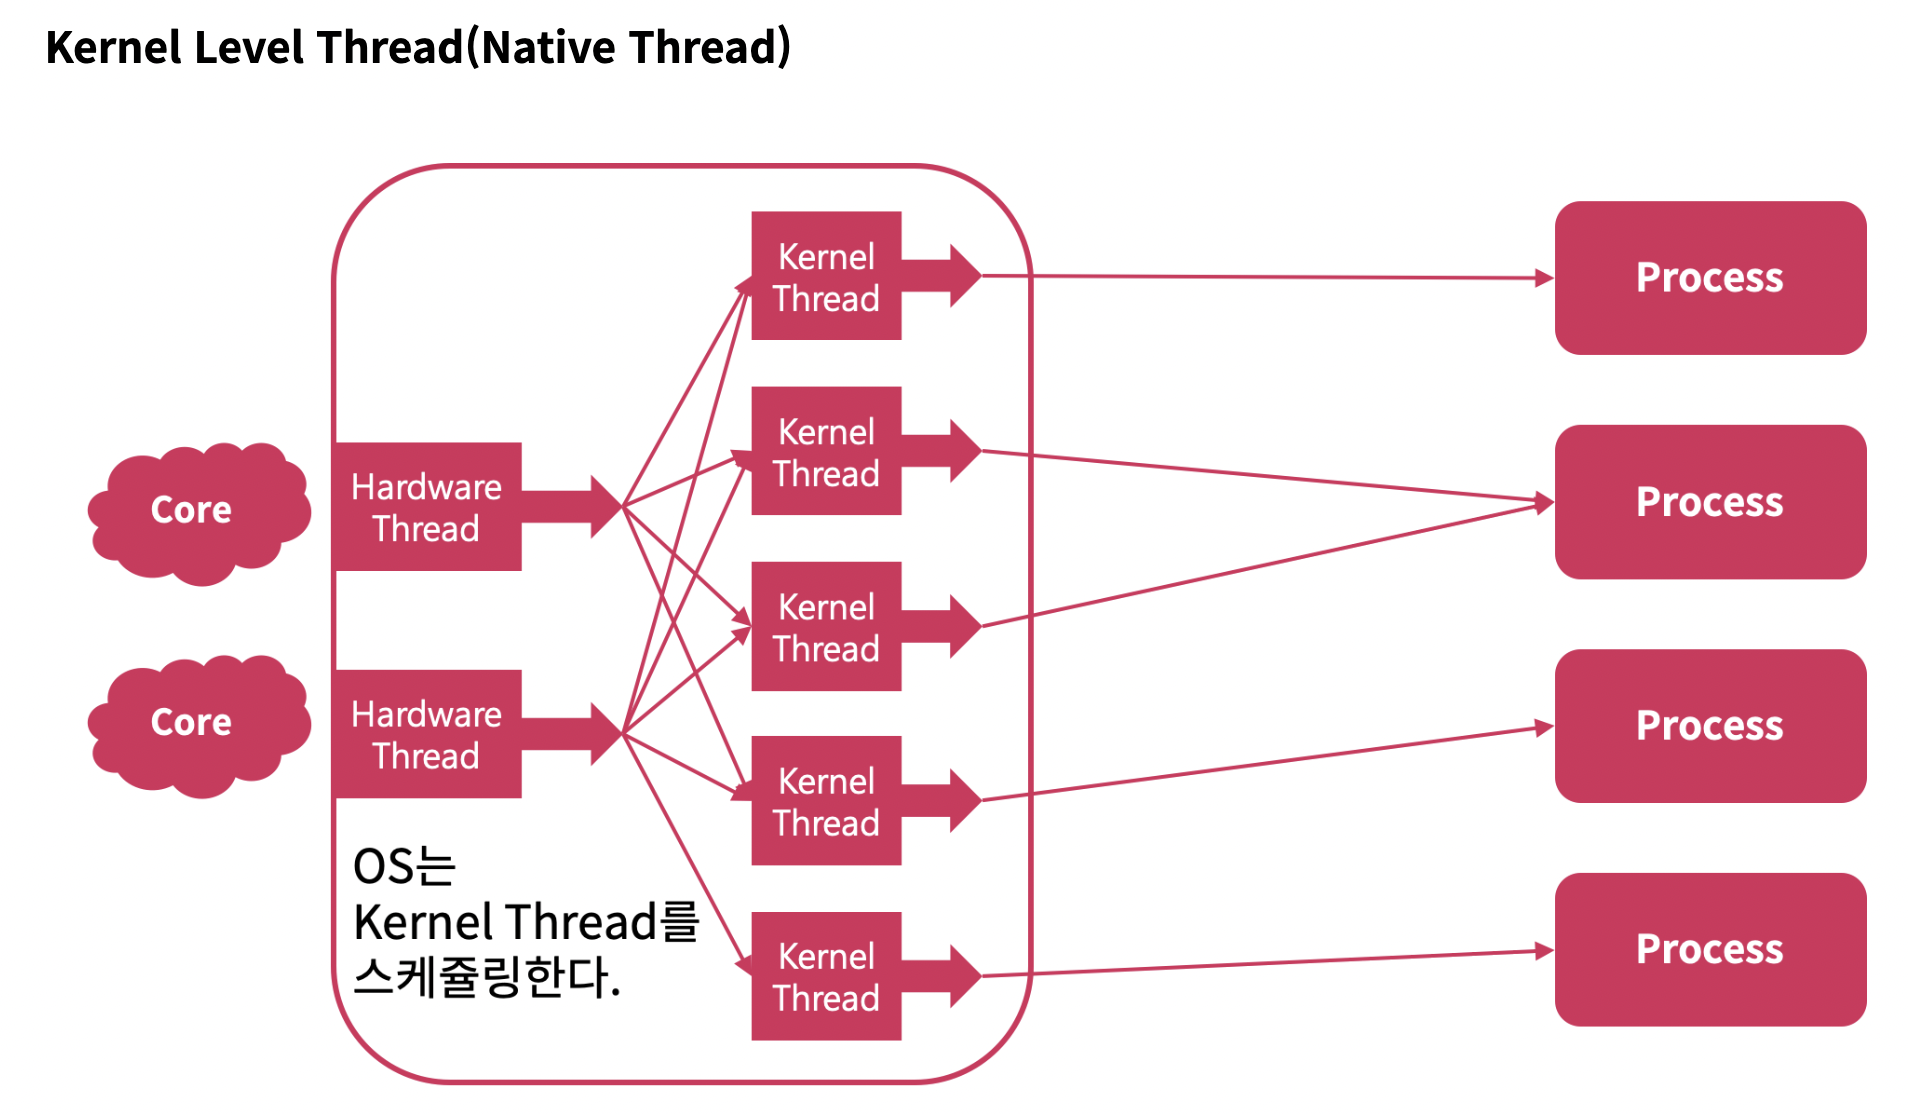 Kernel Level Thread(Native Thread)
Core
Core
Hardware
Thread
Hardware
Thread
OS는
Kernel Thread를
스케쥴링한다.
Kernel
Thread
Kernel
Thread
Kernel
Thread
Kernel
Thread
Kernel
Thread
Process
Process
Process
Process